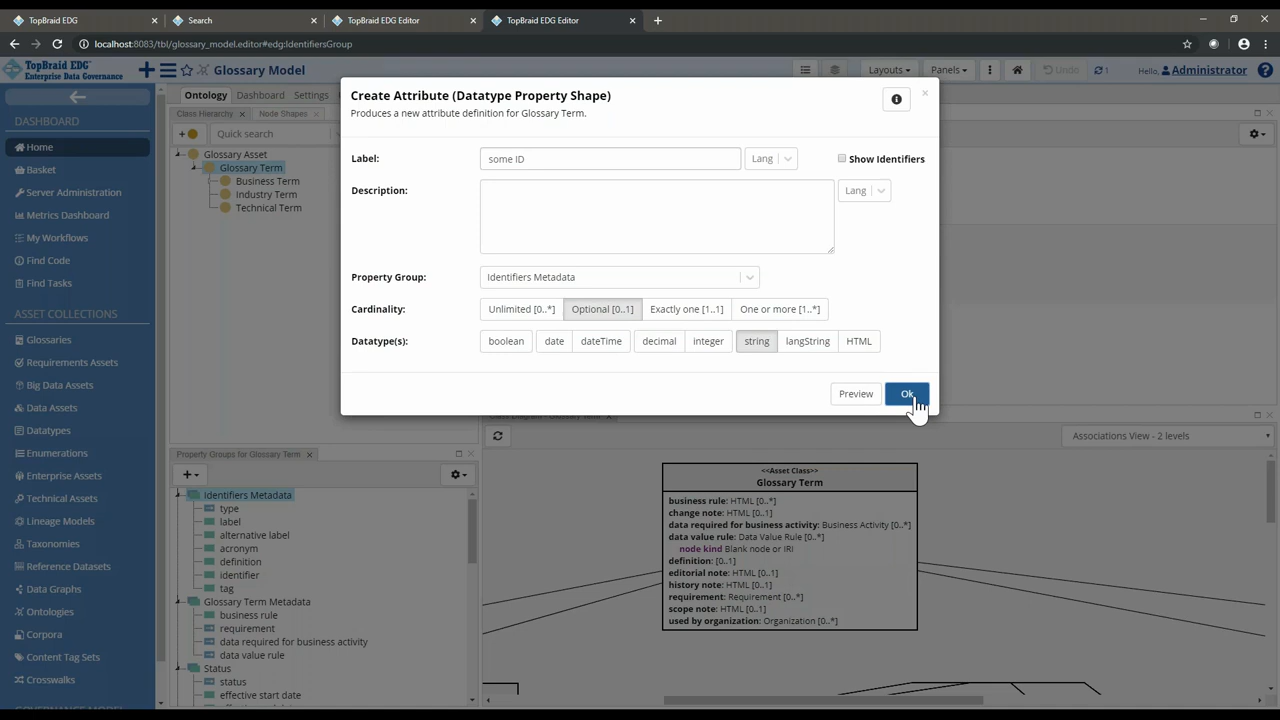 TopBraid EDG
Search
TopBraid EDG Editor
TopBraid EDG Editor
localhost:8083/tbl/glossary_model.editor#edg:IdentifiersGroup
TopBraid EDG
Enterprise Data Governance
Glossary Model
Layouts
Panels
Undo
1
Hello, Administrator
Ontology
Dashboard
Settings
Class Hierarchy
Node Shapes
Quick search
Glossary Asset
Glossary Term
Business Term
Industry Term
Technical Term
DASHBOARD
Home
Basket
Server Administration
Metrics Dashboard
My Workflows
Find Code
Find Tasks
ASSET COLLECTIONS
Glossaries
Requirements Assets
Big Data Assets
Data Assets
Datatypes
Enumerations
Enterprise Assets
Technical Assets
Lineage Models
Taxonomies
Reference Datasets
Data Graphs
Ontologies
Corpora
Content Tag Sets
Crosswalks
Create Attribute (Datatype Property Shape)
Produces a new attribute definition for Glossary Term.
Label:
some ID
Lang
Show Identifiers
Description:
Lang
Property Group:
Identifiers Metadata
Cardinality:
Unlimited [0..*]
Optional [0..1]
Exactly one [1..1]
One or more [1..*]
Datatype(s):
boolean
date
dateTime
decimal
integer
string
langString
HTML
Preview
Ok
Property Groups for Glossary Term
Identifiers Metadata
type
label
alternative label
acronym
definition
identifier
tag
Glossary Term Metadata
business rule
requirement
data required for business activity
data value rule
Status
status
effective start date
Class Diagram - Glossary Term
Associations View - 2 levels
<<Asset Class>>
Glossary Term
business rule: HTML [0..*]
change note: HTML [0..1]
data required for business activity: Business Activity [0..*]
data value rule: Data Value Rule [0..*]
node kind Blank node or IRI
definition: [0..1]
editorial note: HTML [0..1]
history note: HTML [0..1]
requirement: Requirement [0..*]
scope note: HTML [0..1]
used by organization: Organization [0..*]